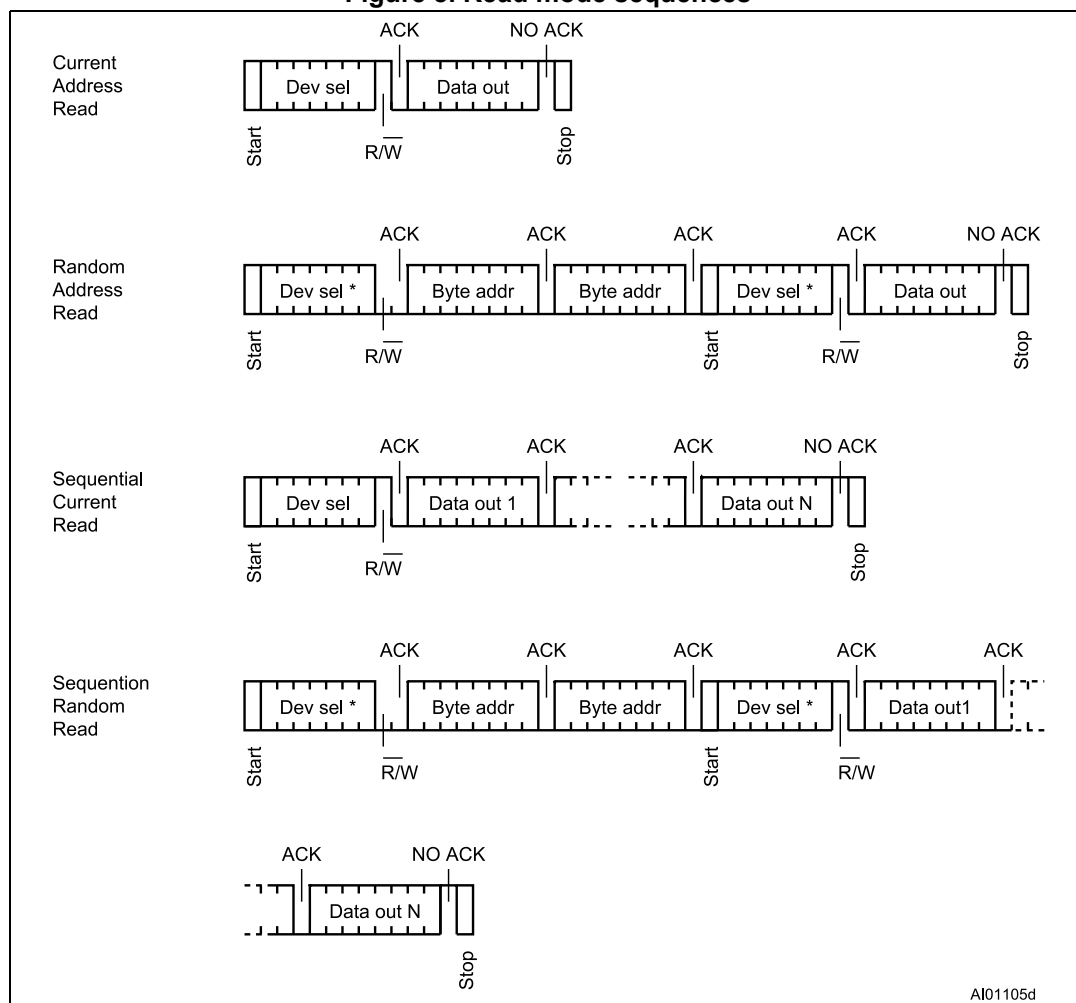 Figure 8. Read mode sequences
ACK NO ACK
Current
Address
Read
Dev sel Data out
Start R/W Stop
ACK ACK ACK ACK NO ACK
Random
Address
Read
Dev sel * Byte addr Byte addr Dev sel * Data out
Start R/W Start R/W Stop
ACK ACK ACK NO ACK
Sequential
Current
Read
Dev sel Data out 1 Data out N
Start R/W Stop
ACK ACK ACK ACK ACK
Sequention
Random
Read
Dev sel * Byte addr Byte addr Dev sel * Data out1
Start R/W Start R/W
ACK NO ACK
Data out N
Stop
AI01105d